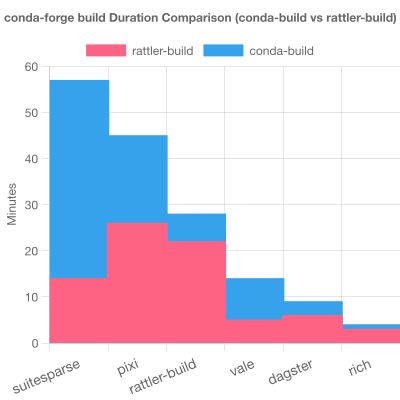 conda-forge build Duration Comparison (conda-build vs rattler-build)
rattler-build conda-build
60
50
40
30
20
10
0
Minutes
suitesparse pixi rattler-build vale dagster rich